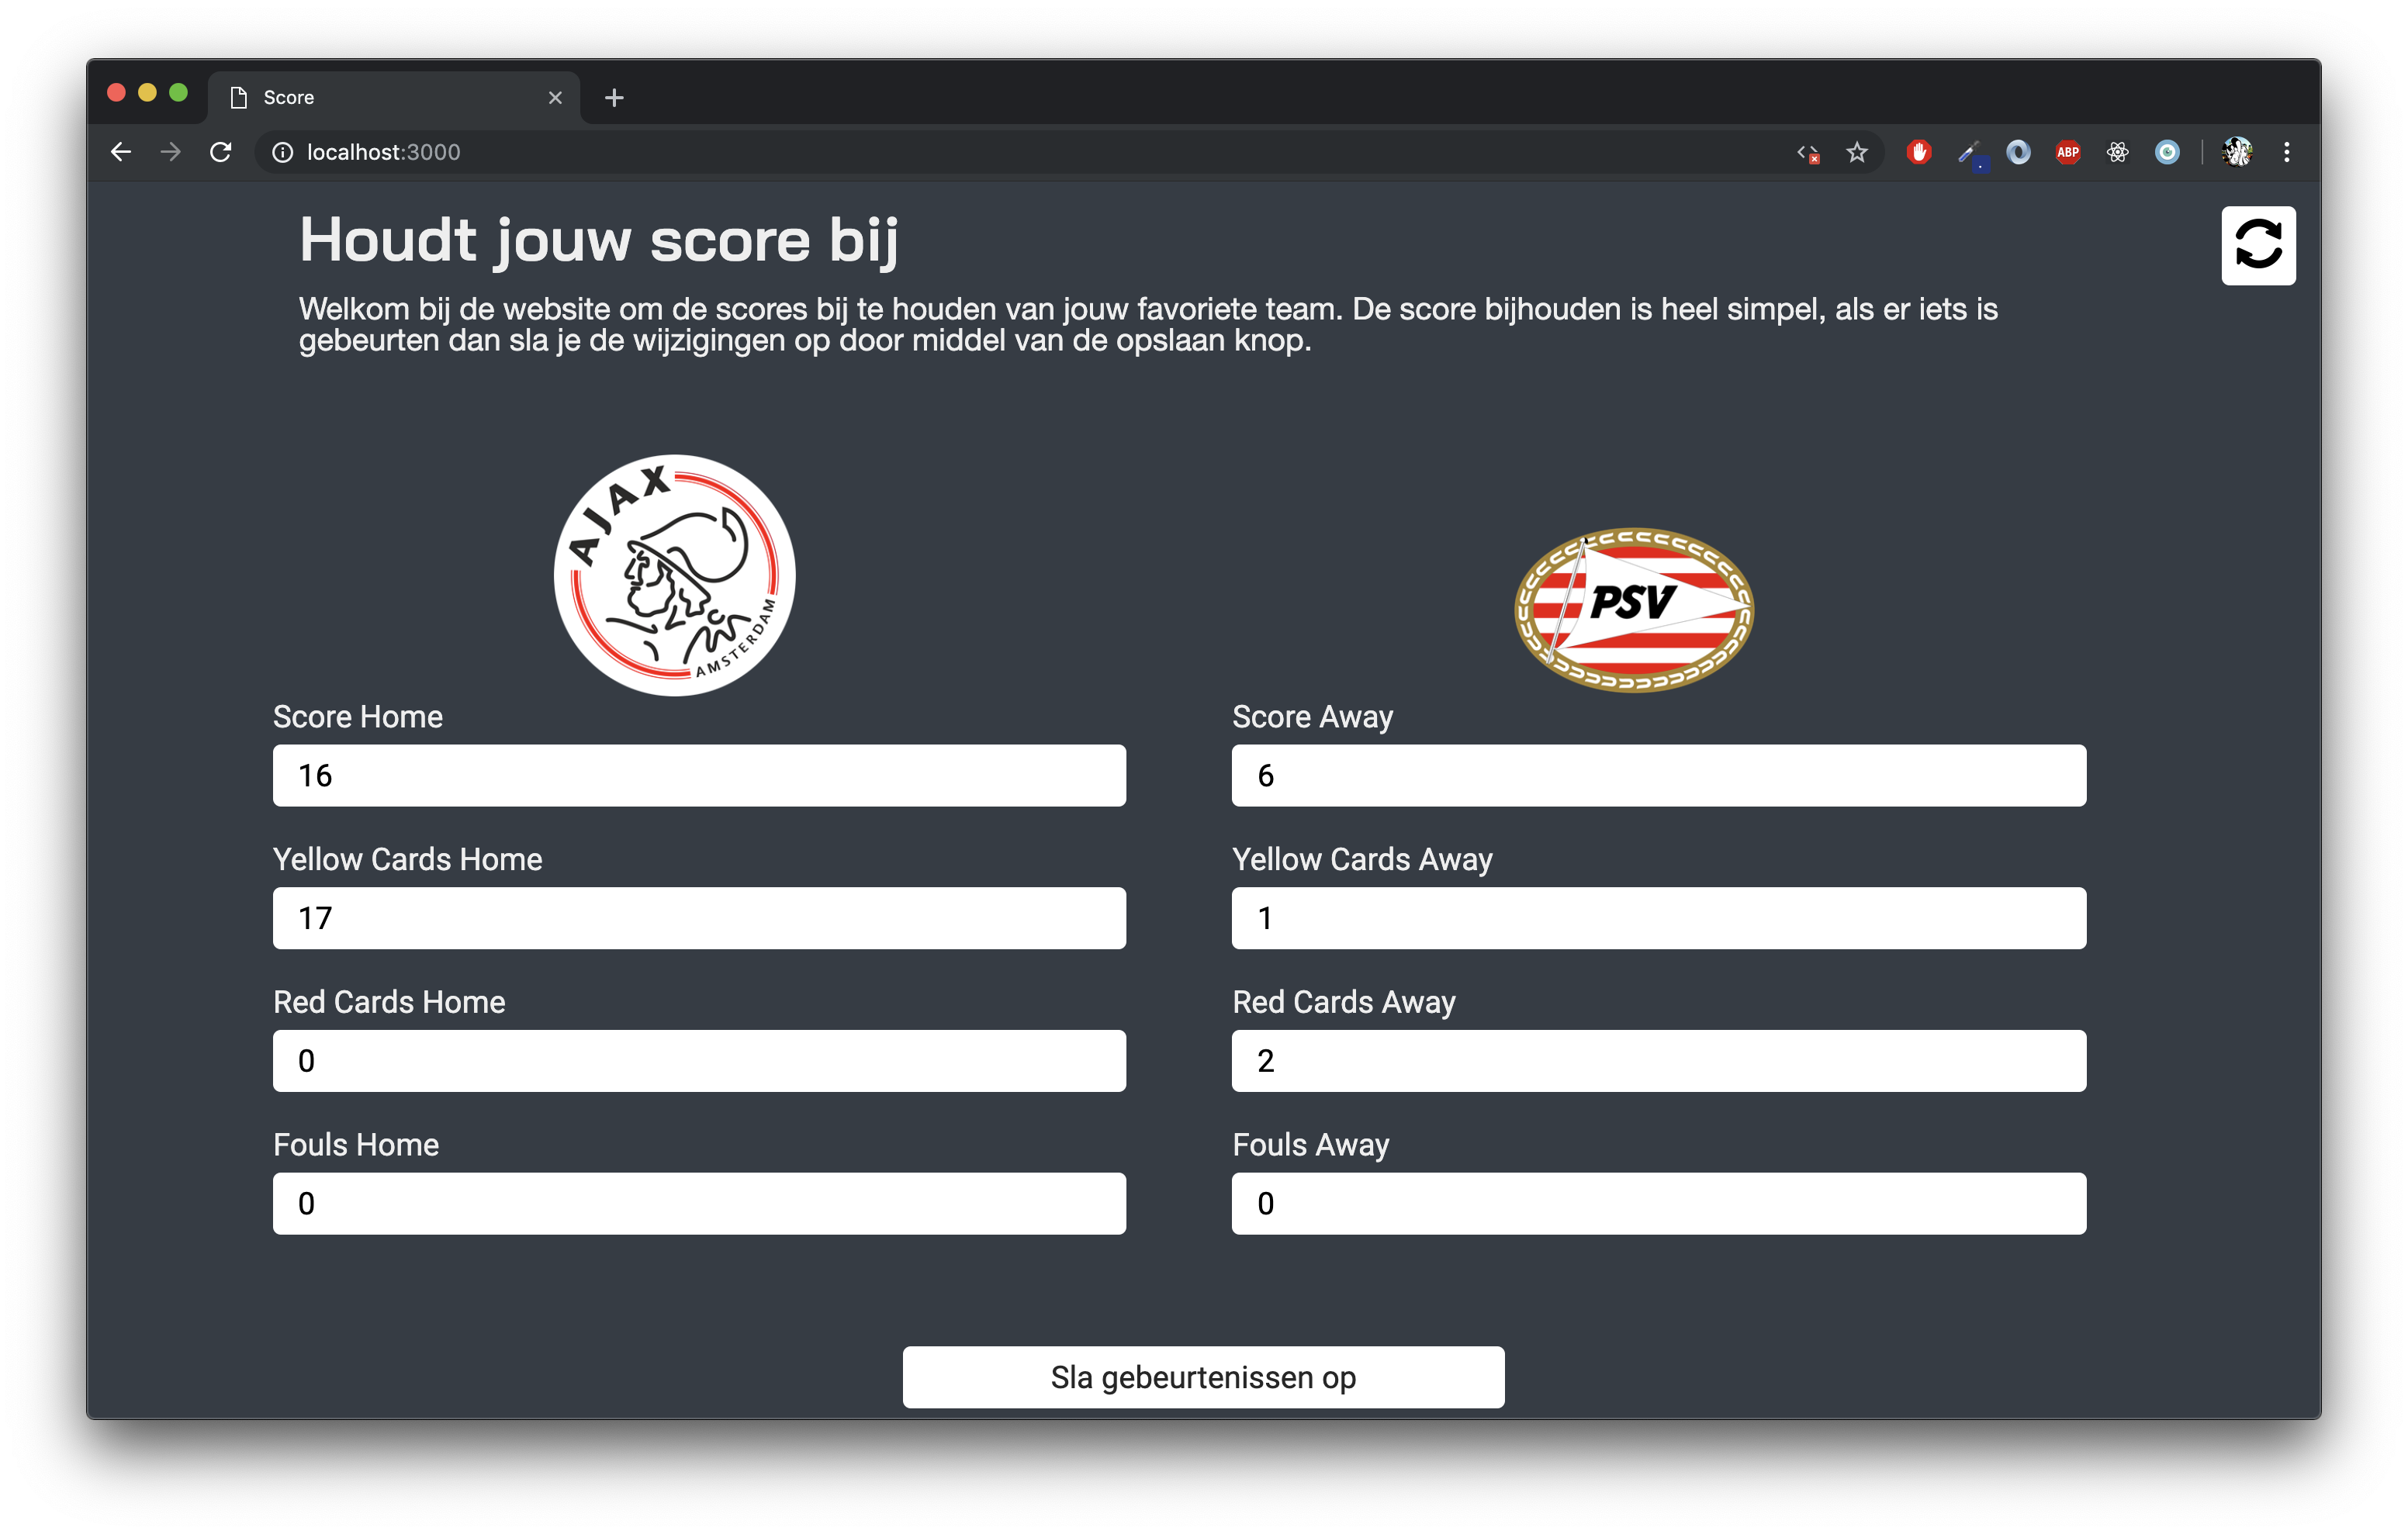 Score
localhost:3000
ABP
Houdt jouw score bij
Welkom bij de website om de scores bij te houden van jouw favoriete team. De score bijhouden is heel simpel, als er iets is
gebeurten dan sla je de wijzigingen op door middel van de opslaan knop.
AJAX
AMSTERDAM
PSV
Score Home
16
Yellow Cards Home
17
Red Cards Home
0
Fouls Home
0
Score Away
6
Yellow Cards Away
1
Red Cards Away
2
Fouls Away
0
Sla gebeurtenissen op